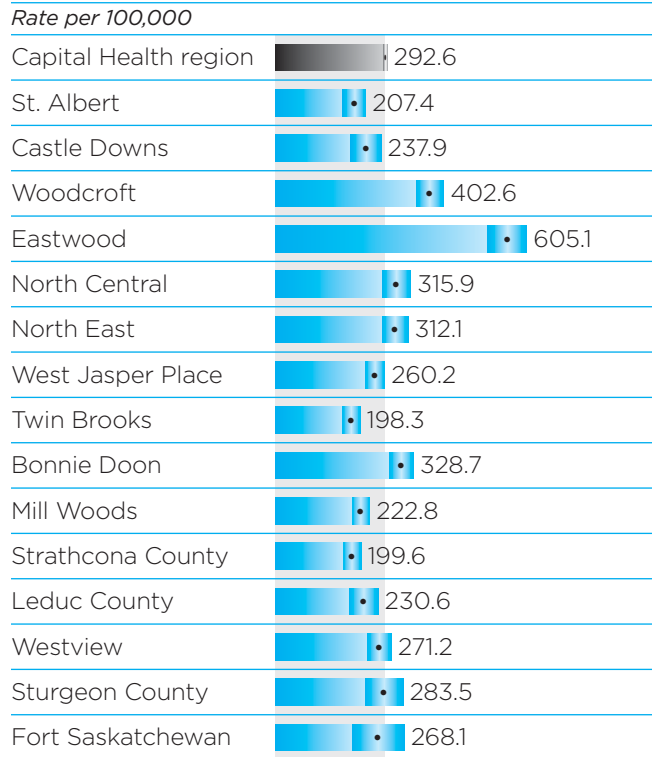 Rate per 100,000
Capital Health region 292.6
St. Albert 207.4
Castle Downs 237.9
Woodcroft 402.6
Eastwood 605.1
North Central 315.9
North East 312.1
West Jasper Place 260.2
Twin Brooks 198.3
Bonnie Doon 328.7
Mill Woods 222.8
Strathcona County 199.6
Leduc County 230.6
Westview 271.2
Sturgeon County 283.5
Fort Saskatchewan 268.1